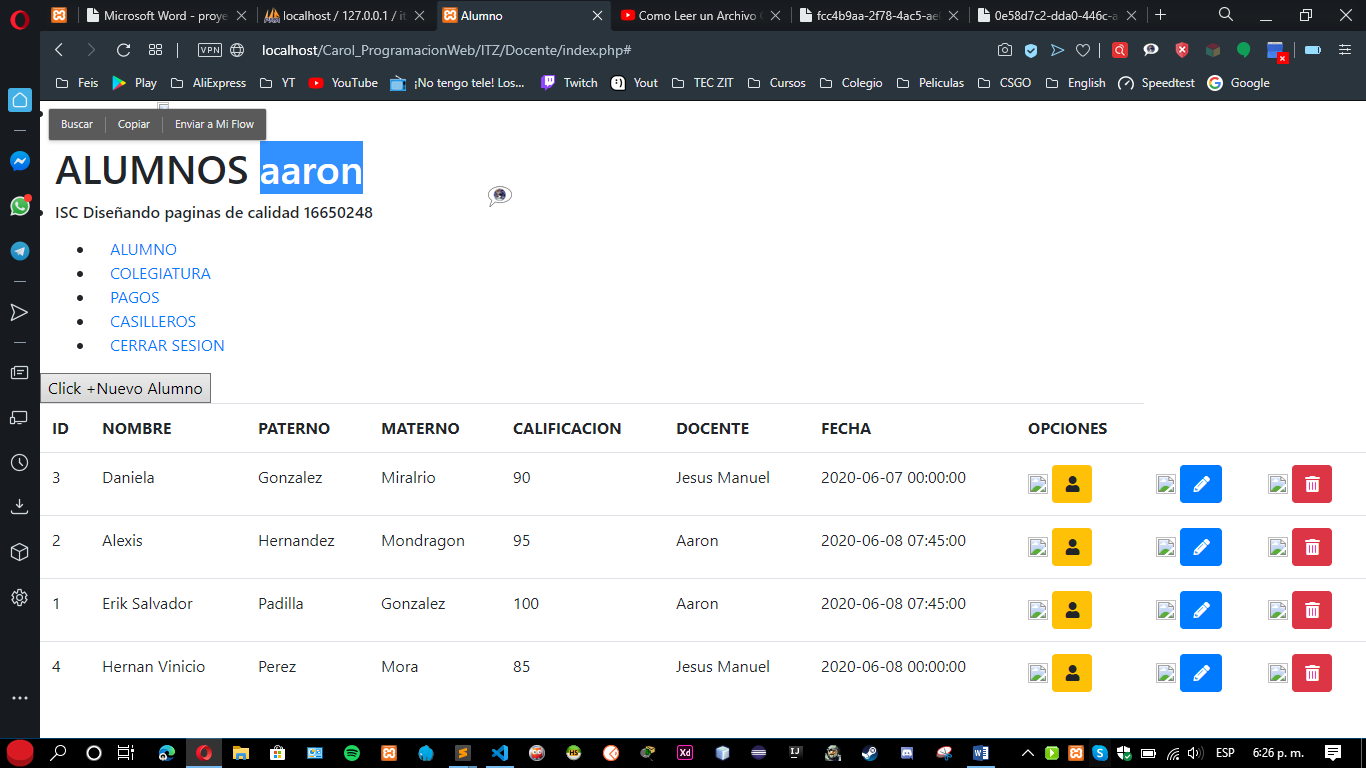 Microsoft Word - proye
localhost / 127.0.0.1 / it
Alumno
Como Leer un Archivo
fcc4b9aa-2f78-4ac5-ae
0e58d7c2-dda0-446c-a
VPN localhost/Carol_ProgramacionWeb/ITZ/Docente/index.php#
Feis Play AliExpress YT YouTube ¡No tengo tele! Los... Twitch Yout TEC ZIT Cursos Colegio Peliculas CSGO English Speedtest Google
Buscar Copiar Enviar a Mi Flow
ALUMNOS aaron
ISC Diseñando paginas de calidad 16650248
ALUMNO
COLEGIATURA
PAGOS
CASILLEROS
CERRAR SESION
Click +Nuevo Alumno
ID NOMBRE PATERNO MATERNO CALIFICACION DOCENTE FECHA OPCIONES
3 Daniela Gonzalez Miralrio 90 Jesus Manuel 2020-06-07 00:00:00
2 Alexis Hernandez Mondragon 95 Aaron 2020-06-08 07:45:00
1 Erik Salvador Padilla Gonzalez 100 Aaron 2020-06-08 07:45:00
4 Hernan Vinicio Perez Mora 85 Jesus Manuel 2020-06-08 00:00:00
ESP 6:26 p. m.